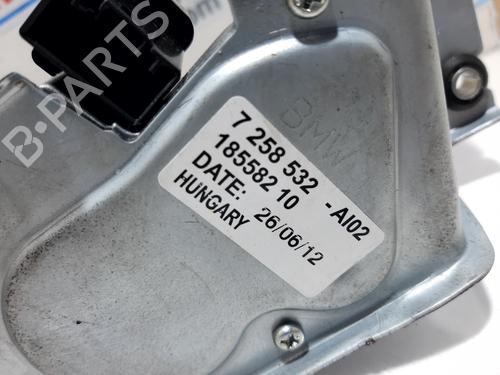 BMW
7 258 532 -AI02
18558210
DATE: 26/06/12
HUNGARY
B-PARTS